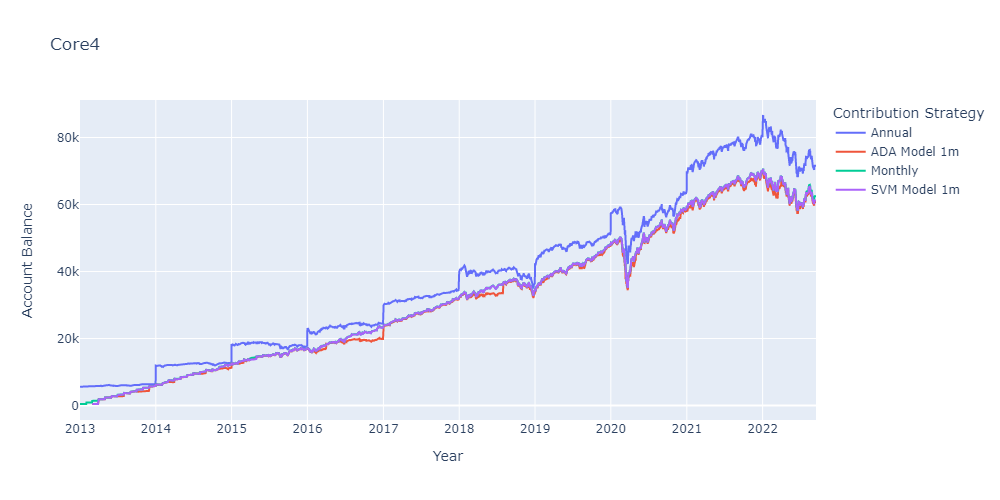 Core4
Contribution Strategy
Annual
ADA Model 1m
Monthly
SVM Model 1m
80k
60k
40k
20k
0
Account Balance
2013 2014 2015 2016 2017 2018 2019 2020 2021 2022
Year